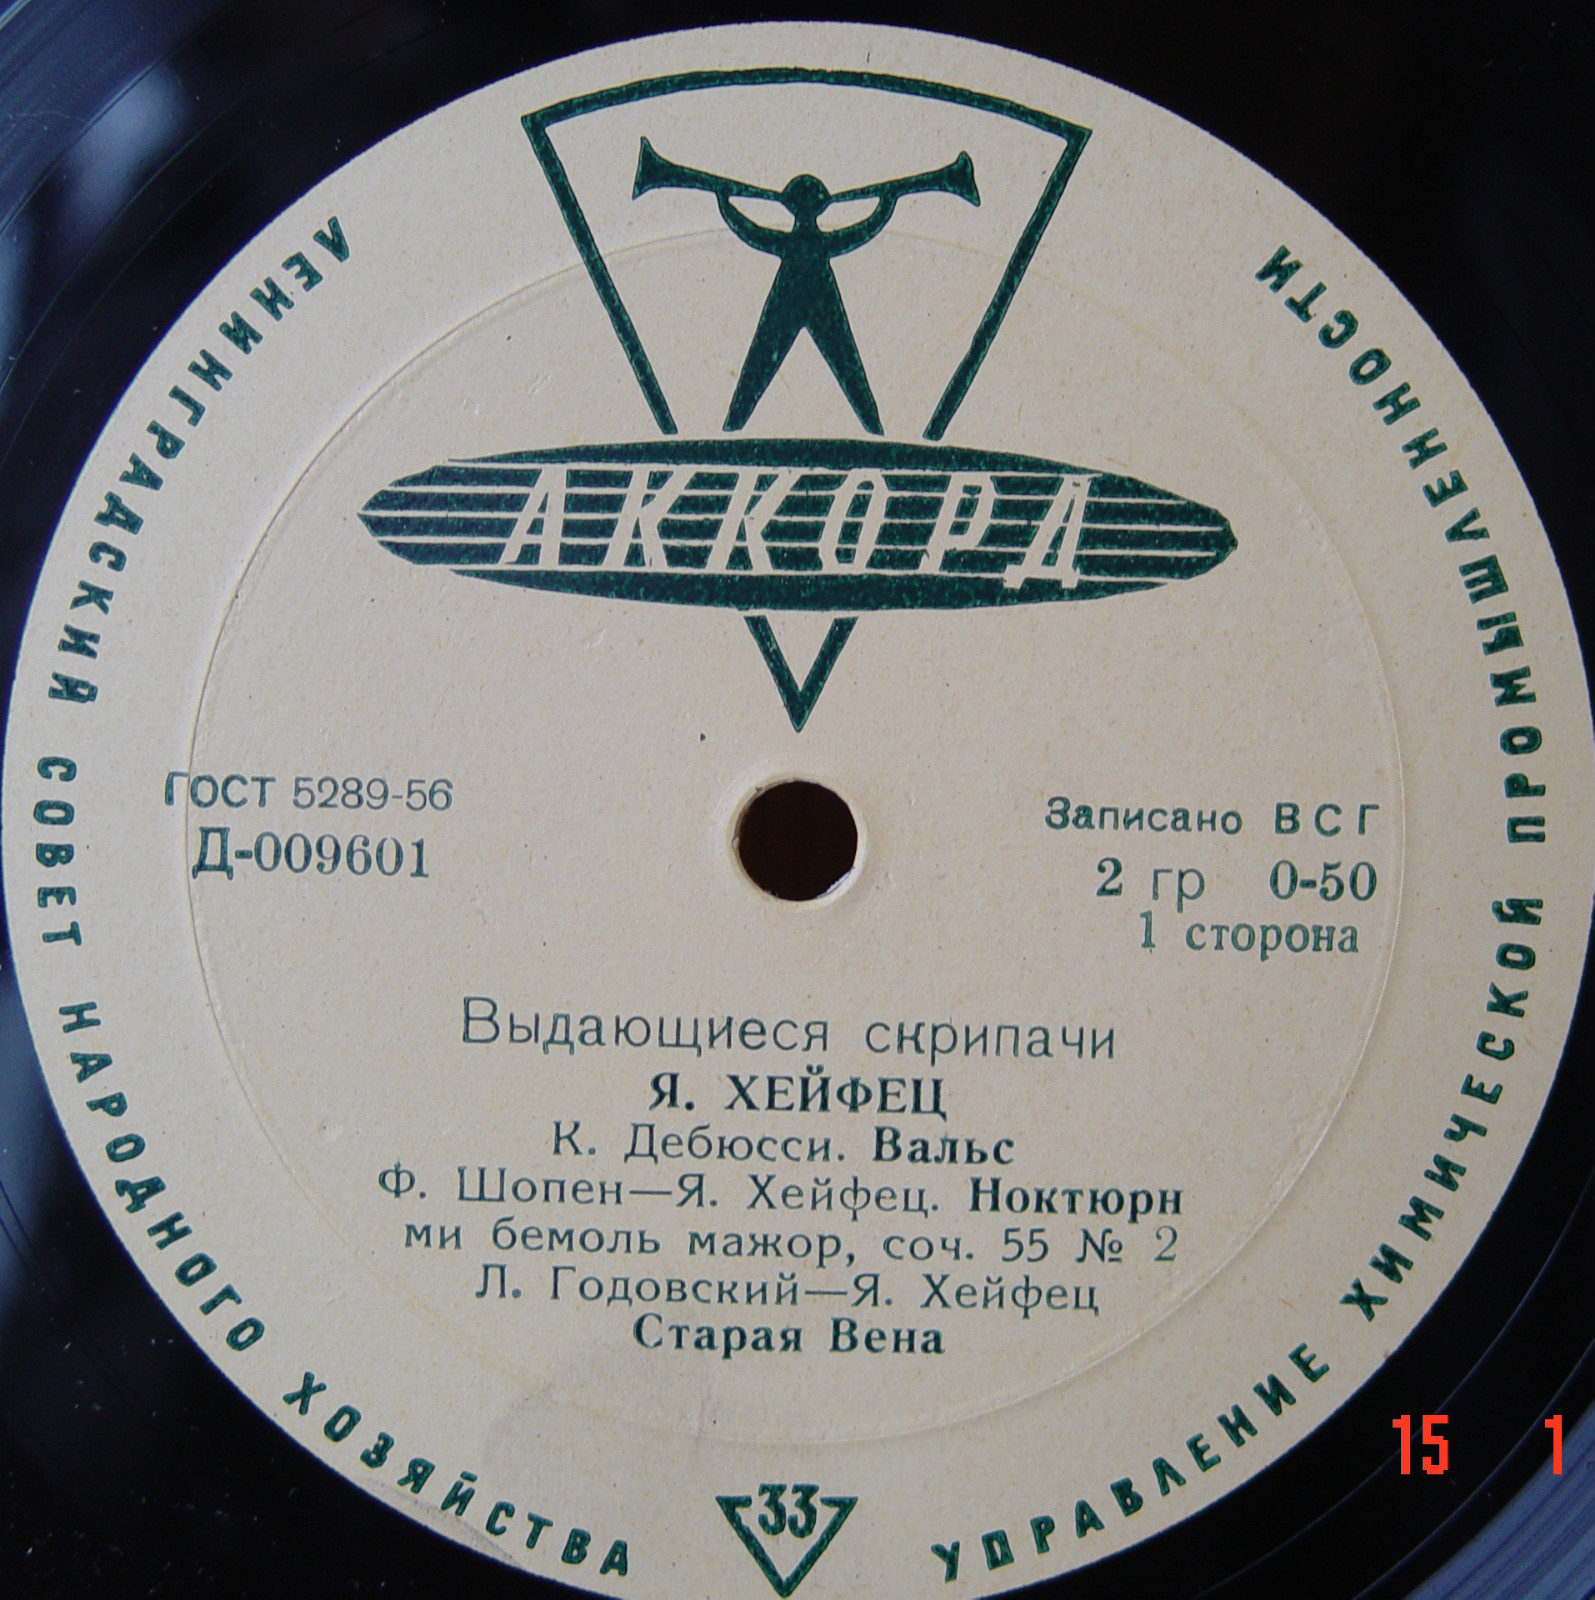 АККОРД
ЛЕНИНГРАДСКИЙ СОВЕТ НАРОДНОГО ХОЗЯЙСТВА
УПРАВЛЕНИЕ ХИМИЧЕСКОЙ ПРОМЫШЛЕННОСТИ
ГОСТ 5289-56
Д-009601
Записано ВСГ
2 гр 0-50
1 сторона
Выдающиеся скрипачи
Я. ХЕЙФЕЦ
К. Дебюсси. Вальс
Ф. Шопен—Я. Хейфец. Ноктюрн
ми бемоль мажор, соч. 55 № 2
Л. Годовский—Я. Хейфец
Старая Вена
33
15 1